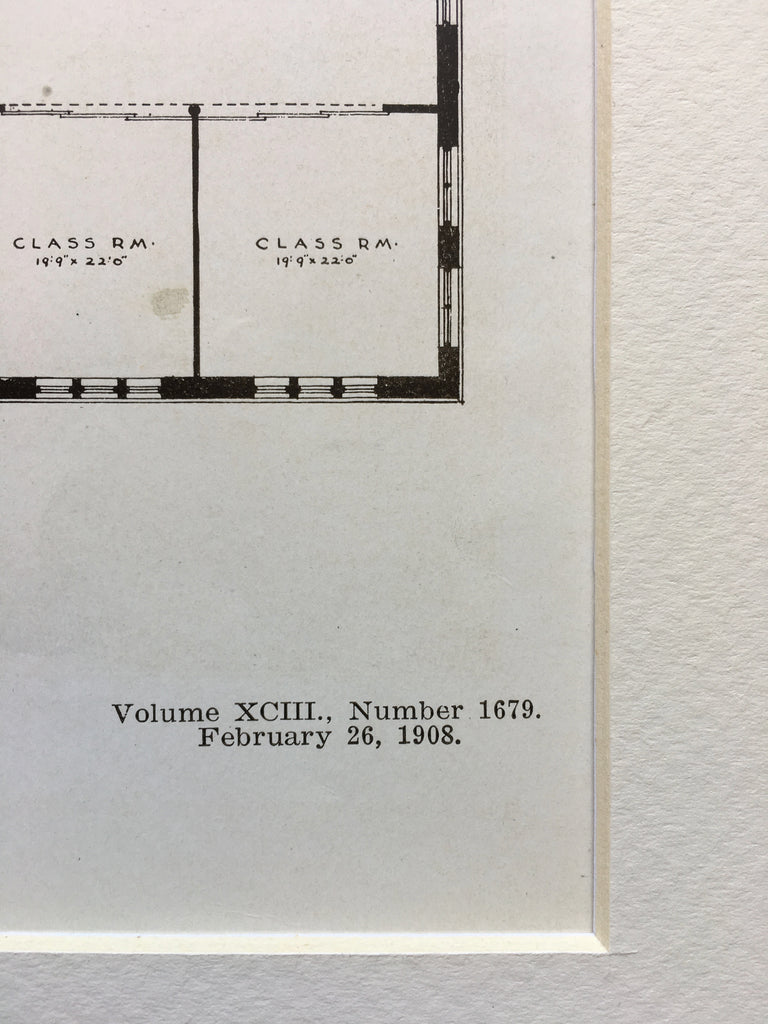 CLASS RM.
19'9" x 22'0"
CLASS RM.
19'9" x 22'0"
Volume XCIII., Number 1679.
February 26, 1908.